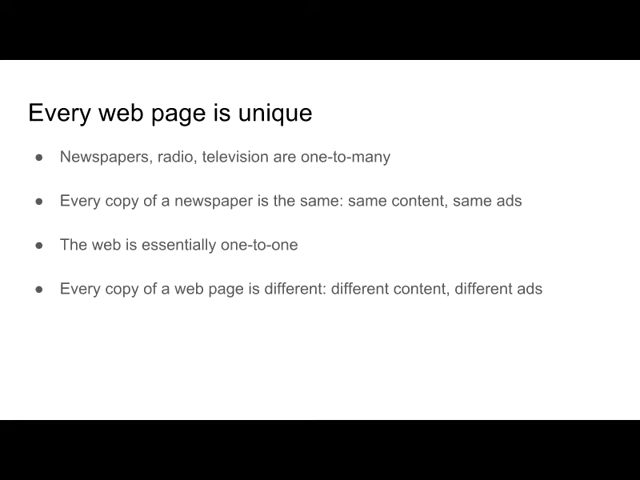 Every web page is unique
● Newspapers, radio, television are one-to-many
● Every copy of a newspaper is the same: same content, same ads
● The web is essentially one-to-one
● Every copy of a web page is different: different content, different ads